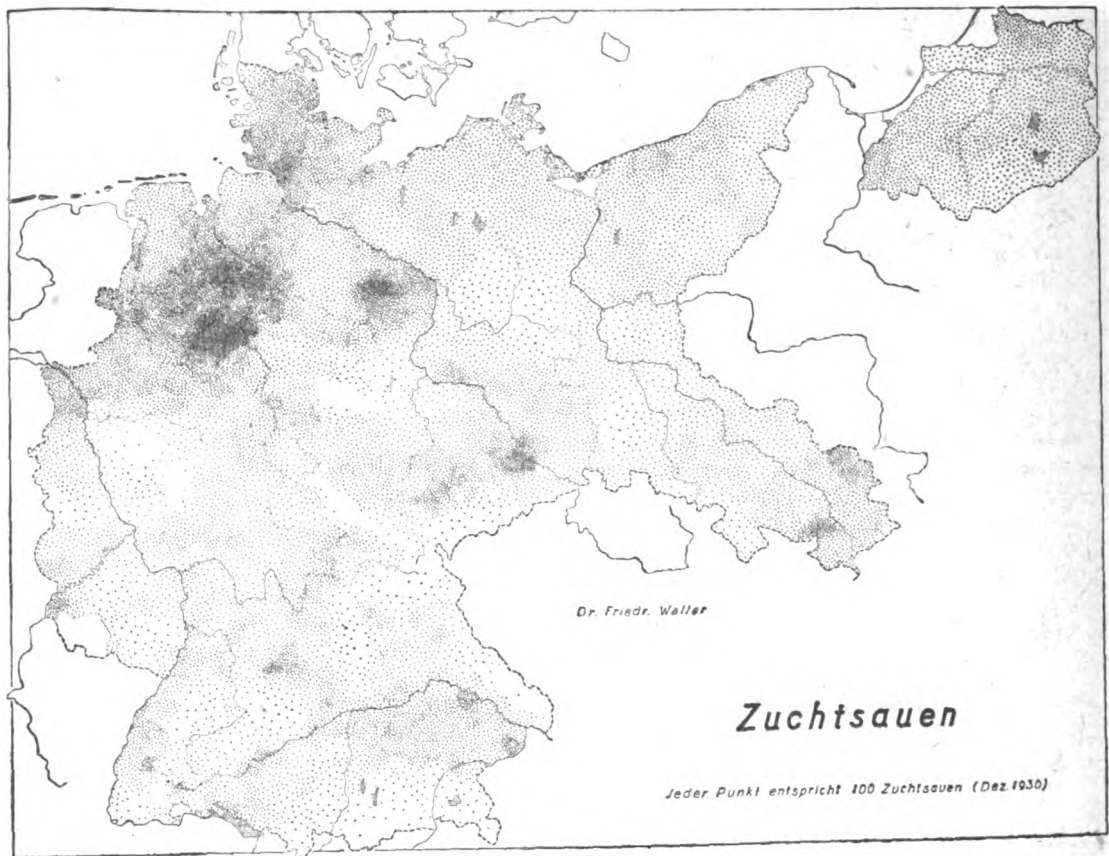 Dr. Friedr. Walter
Zuchtsauen
Jeder Punkt entspricht 100 Zuchtsauen (Dez. 1930)